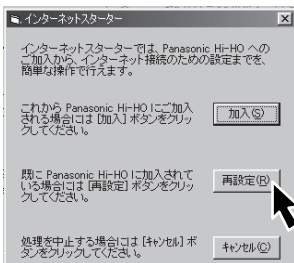 インターネットスターター
インターネットスターターでは、Panasonic Hi-HO への
ご加入から、インターネット接続のための設定までを、
簡単な操作で行えます。
これから Panasonic Hi-HO にご加入
される場合には [加入] ボタンをクリッ
クしてください。
加入(S)
既に Panasonic Hi-HO に加入されて
いる場合には [再設定] ボタンをクリッ
クしてください。
再設定(R)
処理を中止する場合には [キャンセル] ボ
タンをクリックしてください。
キャンセル(C)